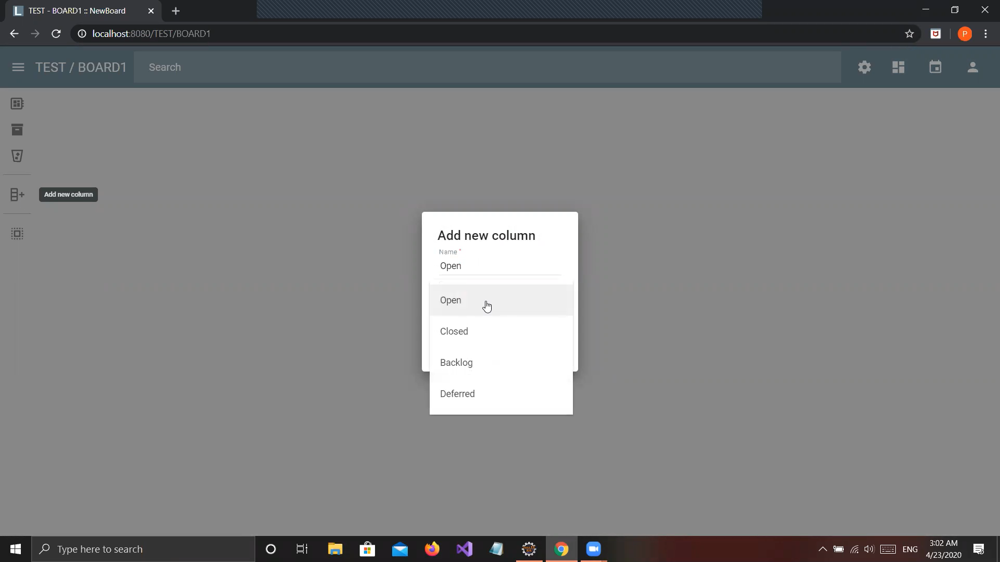 TEST - BOARD1 :: NewBoard
localhost:8080/TEST/BOARD1
P
TEST / BOARD1
Search
Add new column
Add new column
Name *
Open
Open
Closed
Backlog
Deferred
Type here to search
ENG
3:02 AM
4/23/2020